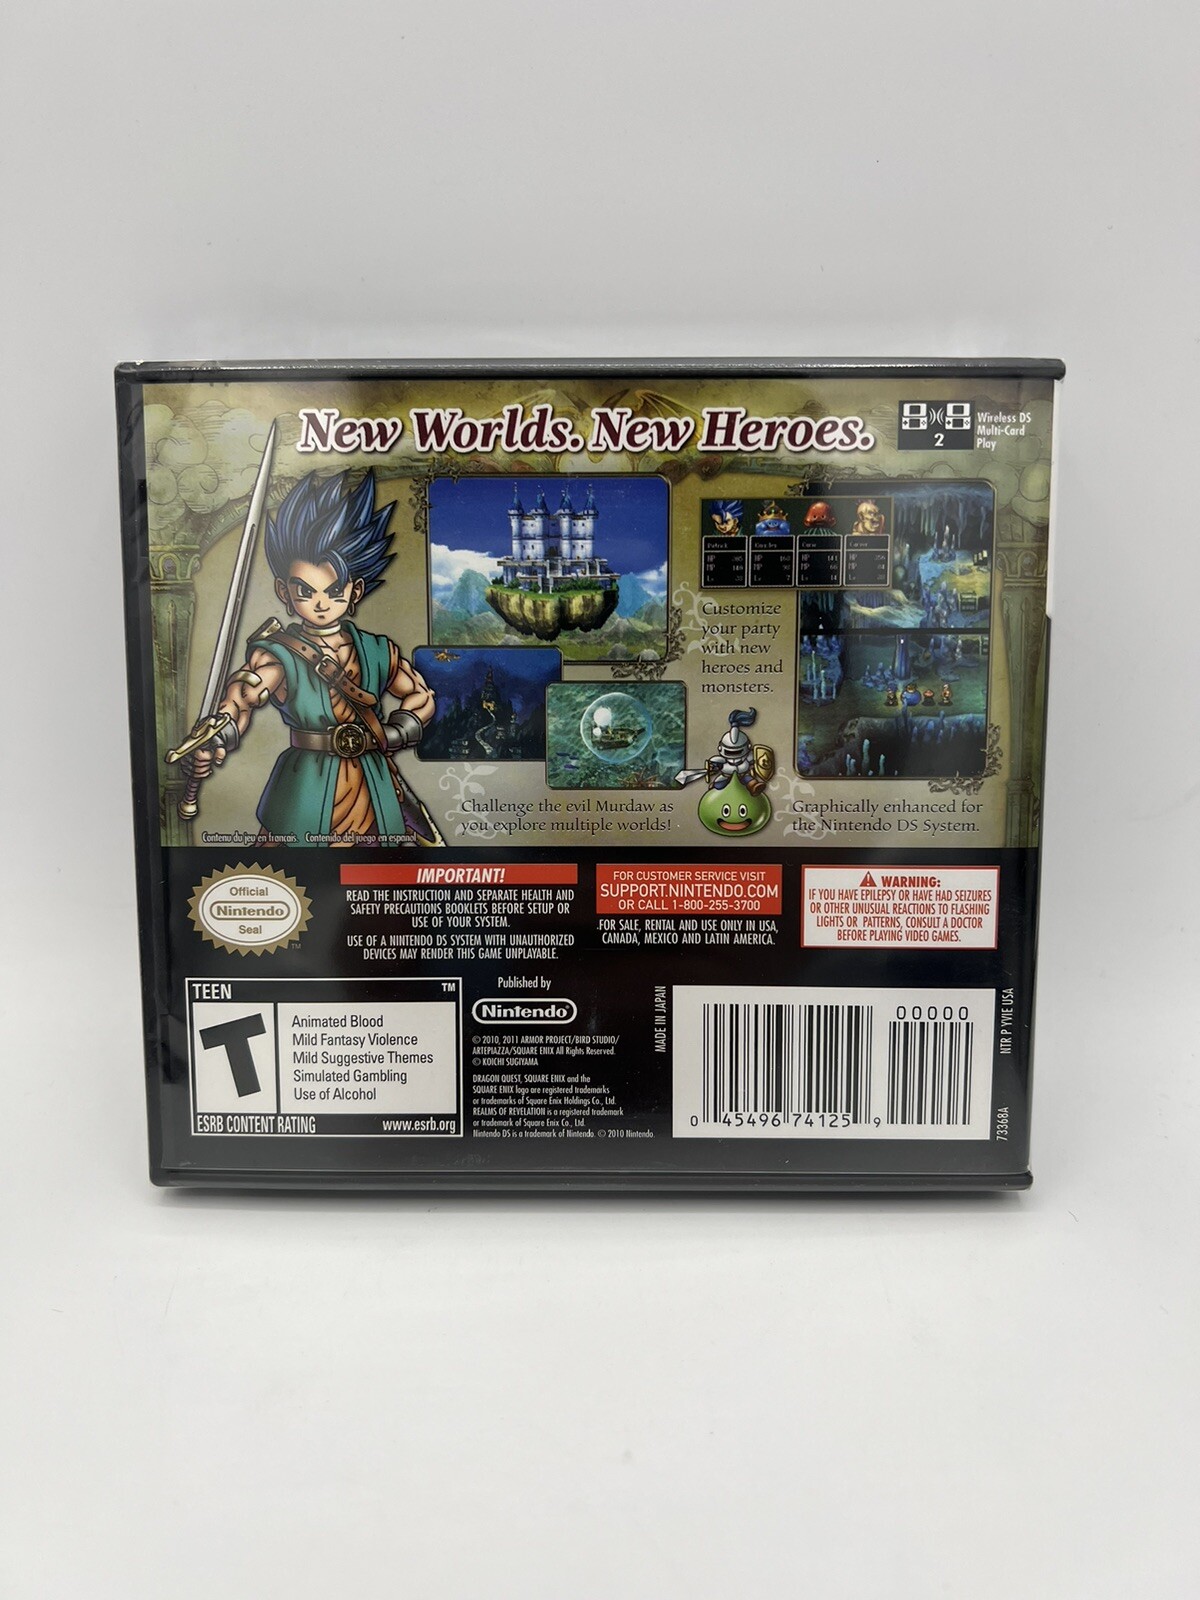 New Worlds. New Heroes.
2
Wireless DS
Multi-Card
Play
Customize
your party
with new
heroes and
monsters.
Challenge the evil Murdaw as
you explore multiple worlds!
Graphically enhanced for
the Nintendo DS System.
Contenu du jeu en français
Contenido del juego en español
Official
Nintendo
Seal
TM
IMPORTANT!
READ THE INSTRUCTION AND SEPARATE HEALTH AND
SAFETY PRECAUTIONS BOOKLETS BEFORE SETUP OR
USE OF YOUR SYSTEM.
USE OF A NINTENDO DS SYSTEM WITH UNAUTHORIZED
DEVICES MAY RENDER THIS GAME UNPLAYABLE.
FOR CUSTOMER SERVICE VISIT
SUPPORT.NINTENDO.COM
OR CALL 1-800-255-3700
FOR SALE, RENTAL AND USE ONLY IN USA,
CANADA, MEXICO AND LATIN AMERICA.
WARNING:
IF YOU HAVE EPILEPSY OR HAVE HAD SEIZURES
OR OTHER UNUSUAL REACTIONS TO FLASHING
LIGHTS OR PATTERNS, CONSULT A DOCTOR
BEFORE PLAYING VIDEO GAMES.
TEEN
TM
T
Animated Blood
Mild Fantasy Violence
Mild Suggestive Themes
Simulated Gambling
Use of Alcohol
ESRB CONTENT RATING
www.esrb.org
Published by
Nintendo®
© 2010, 2011 ARMOR PROJECT/BIRD STUDIO/
ARTEPIAZZA/SQUARE ENIX All Rights Reserved.
© KOICHI SUGIYAMA
DRAGON QUEST, SQUARE ENIX and the
SQUARE ENIX logo are registered trademarks
or trademarks of Square Enix Holdings Co., Ltd.
REALMS OF REVELATION is a registered trademark
or trademark of Square Enix Co., Ltd.
Nintendo DS is a trademark of Nintendo. © 2010 Nintendo.
MADE IN JAPAN
00000
0 45496 74125 9
NTR P YVIE USA
73368A